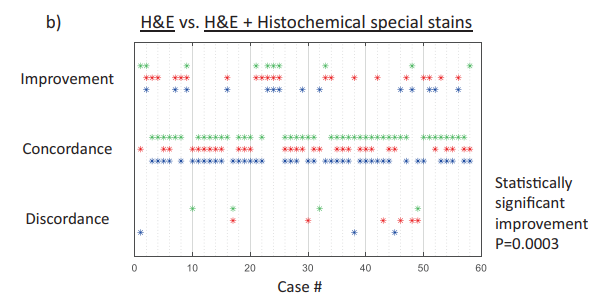 b) H&E vs. H&E + Histochemical special stains
Improvement
Concordance
Discordance
Statistically
significant
improvement
P=0.0003
0 10 20 30 40 50 60
Case #